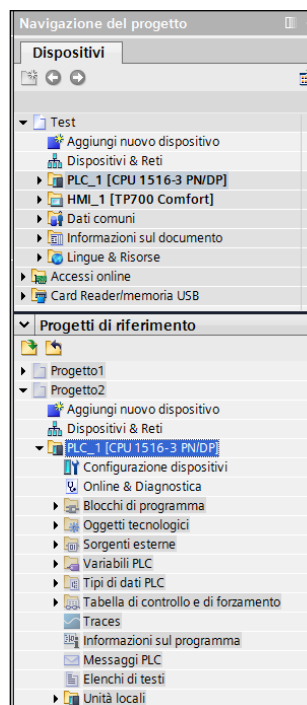 Navigazione del progetto
Dispositivi
Test
Aggiungi nuovo dispositivo
Dispositivi & Reti
PLC_1 [CPU 1516-3 PN/DP]
HMI_1 [TP700 Comfort]
Dati comuni
Informazioni sul documento
Lingue & Risorse
Accessi online
Card Reader/memoria USB
Progetti di riferimento
Progetto1
Progetto2
Aggiungi nuovo dispositivo
Dispositivi & Reti
PLC_1 [CPU 1516-3 PN/DP]
Configurazione dispositivi
Online & Diagnostica
Blocchi di programma
Oggetti tecnologici
Sorgenti esterne
Variabili PLC
Tipi di dati PLC
Tabella di controllo e di forzamento
Traces
Informazioni sul programma
Messaggi PLC
Elenchi di testi
Unità locali